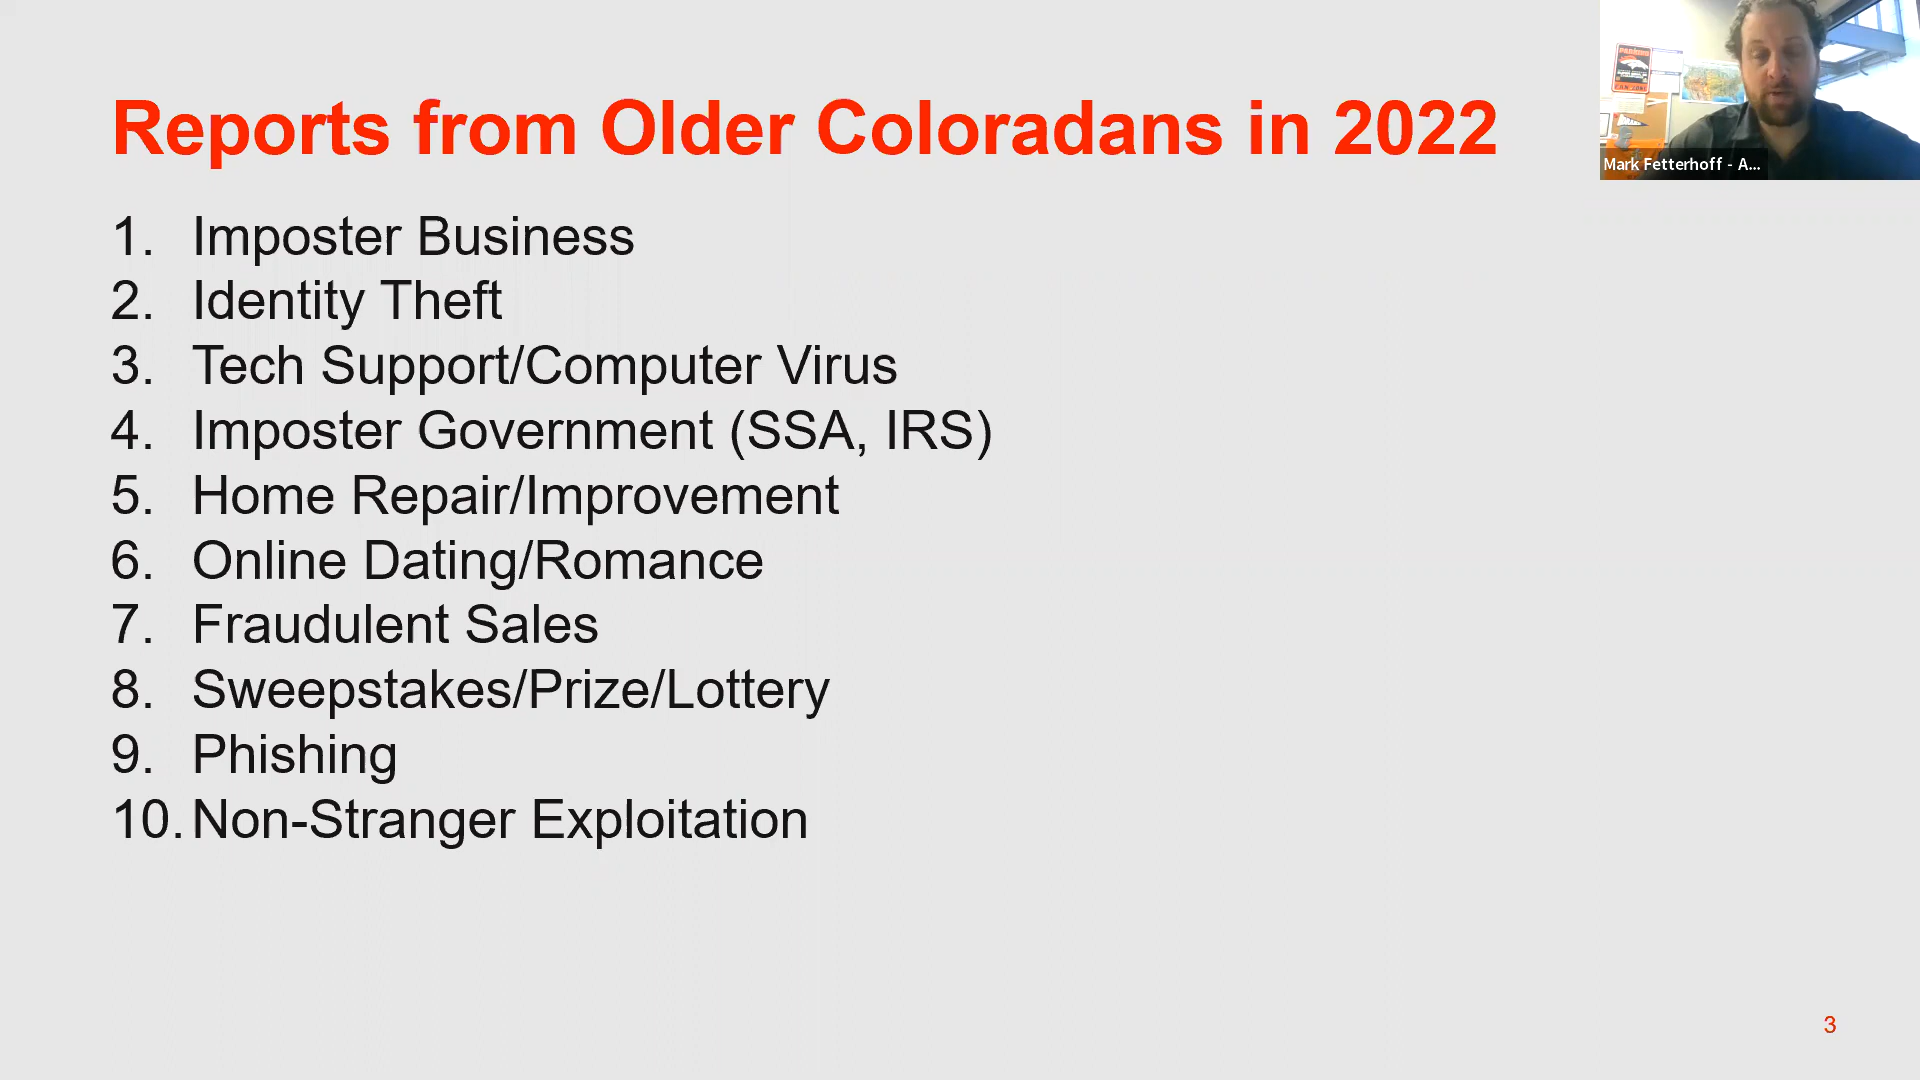 Reports from Older Coloradans in 2022
1. Imposter Business
2. Identity Theft
3. Tech Support/Computer Virus
4. Imposter Government (SSA, IRS)
5. Home Repair/Improvement
6. Online Dating/Romance
7. Fraudulent Sales
8. Sweepstakes/Prize/Lottery
9. Phishing
10. Non-Stranger Exploitation
Mark Fetterhoff - A...
3